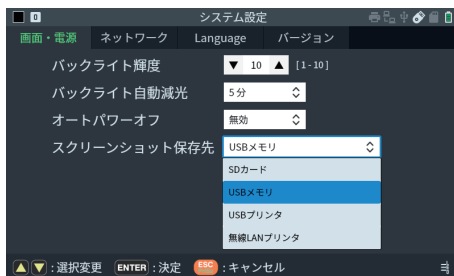 0 システム設定
画面・電源 ネットワーク Language バージョン
バックライト輝度 ▼ 10 ▲ [1-10]
バックライト自動減光 5分
オートパワーオフ 無効
スクリーンショット保存先 USBメモリ
SDカード
USBメモリ
USBプリンタ
無線LANプリンタ
▲▼:選択変更 ENTER:決定 ESC:キャンセル